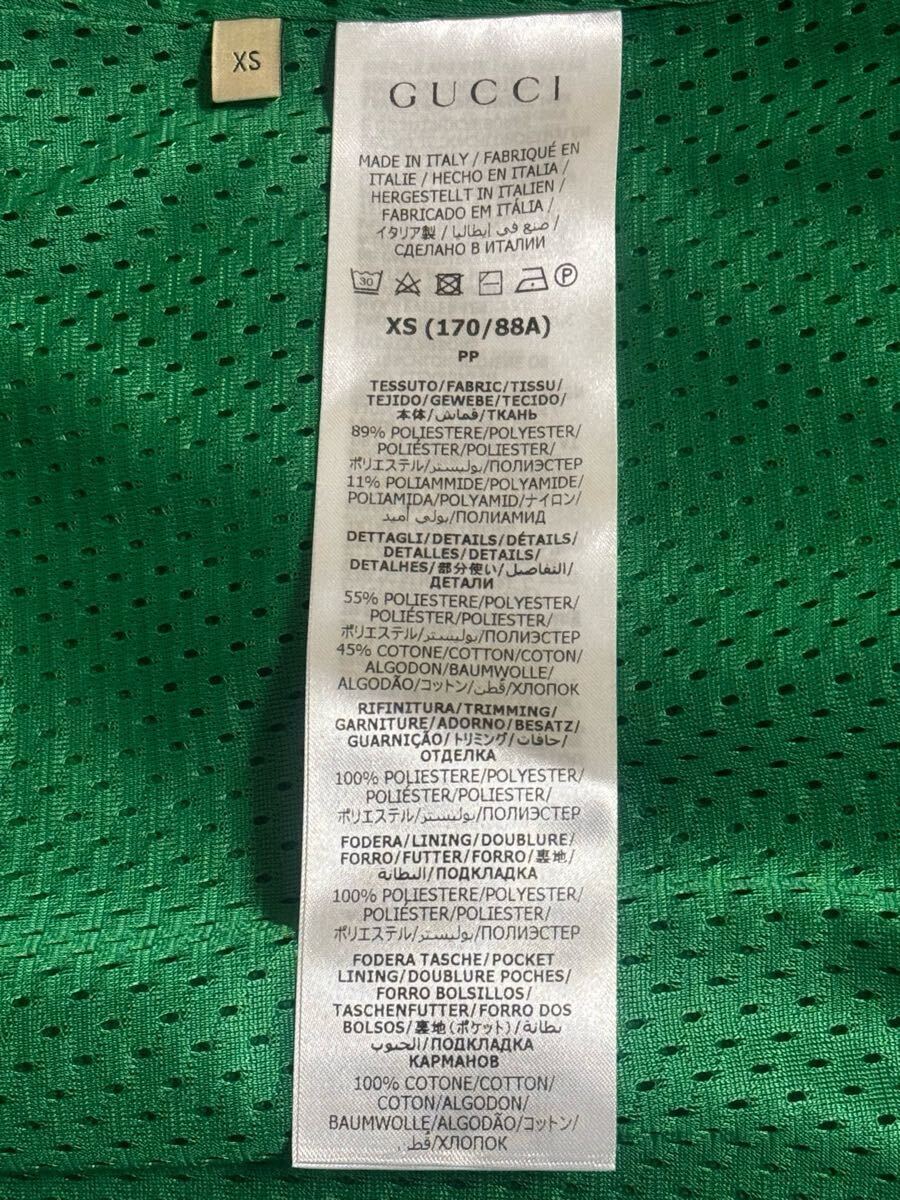 XS
GUCCI
MADE IN ITALY / FABRIQUÉ EN
ITALIE / HECHO EN ITALIA /
HERGESTELLT IN ITALIEN /
FABRICADO EM ITÁLIA /
イタリア製 / صنع في إيطاليا /
СДЕЛАНО В ИТАЛИИ
30 P
XS (170/88A)
PP
TESSUTO/FABRIC/TISSU/
TEJIDO/GEWEBE/TECIDO/
本体/قماش/ТКАНЬ
89% POLIESTERE/POLYESTER/
POLIÉSTER/POLIESTER/
ポリエステル/بوليستر/ПОЛИЭСТЕР
11% POLIAMMIDE/POLYAMIDE/
POLIAMIDA/POLYAMID/ナイロン/
بولي أميد/ПОЛИАМИД
DETTAGLI/DETAILS/DÉTAILS/
DETALLES/DETAILS/
DETALHES/部分使い/التفاصيل/
ДЕТАЛИ
55% POLIESTERE/POLYESTER/
POLIÉSTER/POLIESTER/
ポリエステル/بوليستر/ПОЛИЭСТЕР
45% COTONE/COTTON/COTON/
ALGODON/BAUMWOLLE/
ALGODÃO/コットン/قُطن/ХЛОПОК
RIFINITURA/TRIMMING/
GARNITURE/ADORNO/BESATZ/
GUARNIÇÃO/トリミング/حافات/
ОТДЕЛКА
100% POLIESTERE/POLYESTER/
POLIÉSTER/POLIESTER/
ポリエステル/بوليستر/ПОЛИЭСТЕР
FODERA/LINING/DOUBLURE/
FORRO/FUTTER/FORRO/裏地/
البطانة/ПОДКЛАДКА
100% POLIESTERE/POLYESTER/
POLIÉSTER/POLIESTER/
ポリエステル/بوليستر/ПОЛИЭСТЕР
FODERA TASCHE/POCKET
LINING/DOUBLURE POCHES/
FORRO BOLSILLOS/
TASCHENFUTTER/FORRO DOS
BOLSOS/裏地(ポケット)/بطانة
الجيوب/ПОДКЛАДКА
КАРМАНОВ
100% COTONE/COTTON/
COTON/ALGODON/
BAUMWOLLE/ALGODÃO/コットン/
قُطن/ХЛОПОК